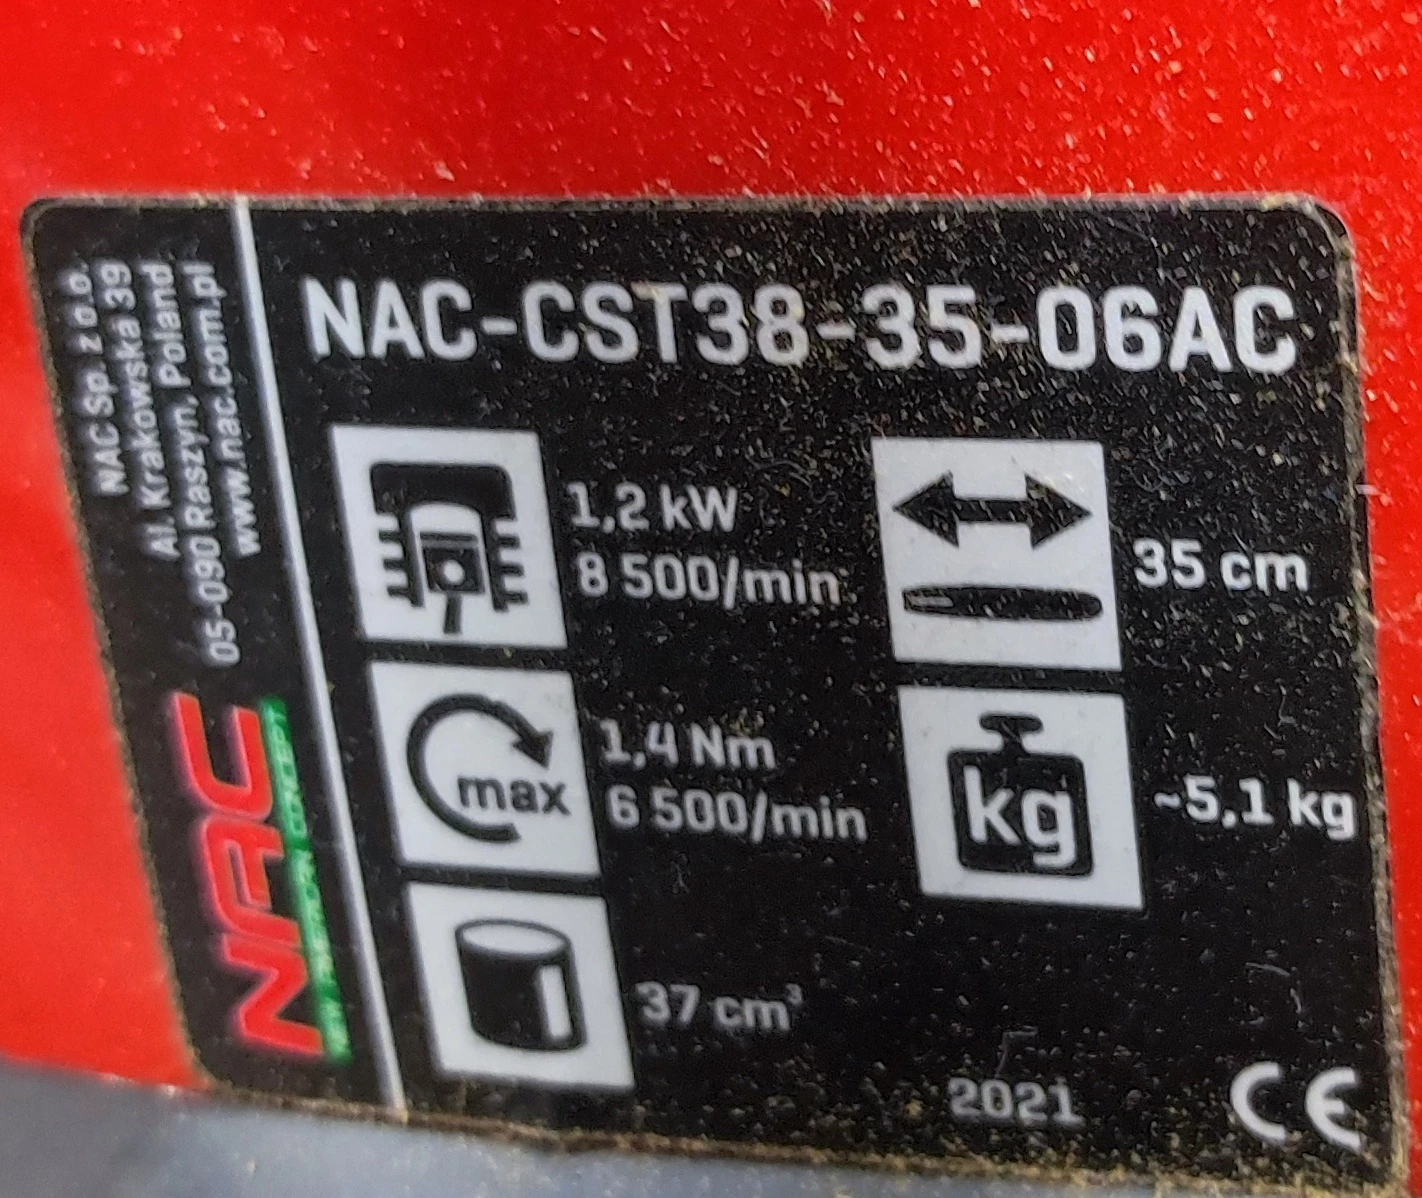 NAC Sp. z o.o.
Al. Krakowska 39
05-090 Raszyn, Poland
www.nac.com.pl
NAC
NEW AMERICAN CONCEPT
NAC-CST38-35-06AC
1,2 kW
8 500/min
35 cm
max
1,4 Nm
6 500/min
kg
~5,1 kg
37 cm³
2021
CE